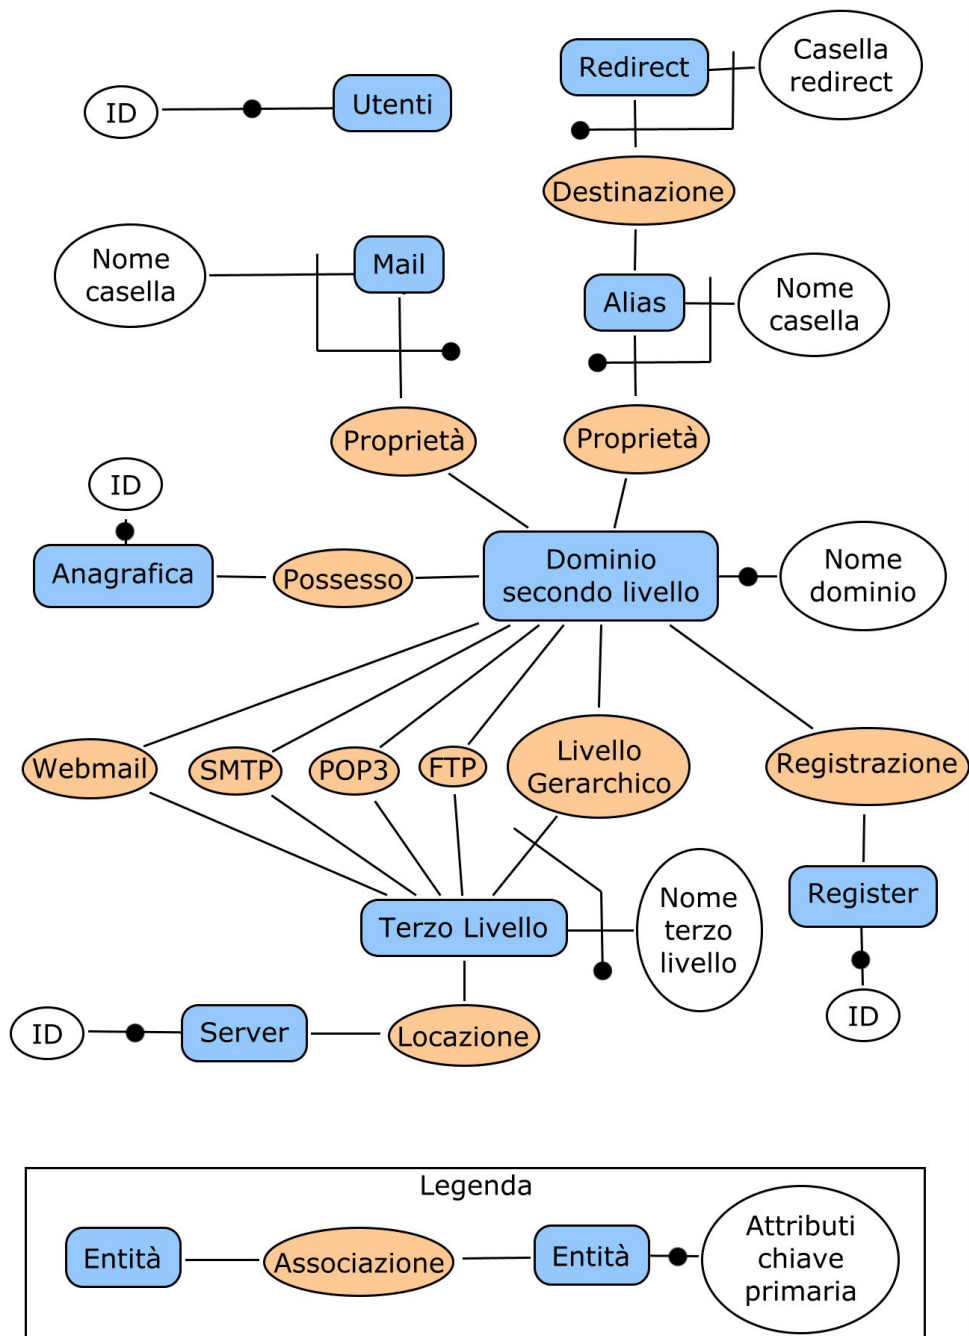 Redirect
Casella
redirect
ID
Utenti
Destinazione
Nome
casella
Mail
Alias
Nome
casella
Proprietà
Proprietà
ID
Anagrafica
Possesso
Dominio
secondo livello
Nome
dominio
Webmail
SMTP
POP3
FTP
Livello
Gerarchico
Registrazione
Terzo Livello
Nome
terzo
livello
Register
ID
Server
Locazione
ID
Legenda
Entità
Associazione
Entità
Attributi
chiave
primaria